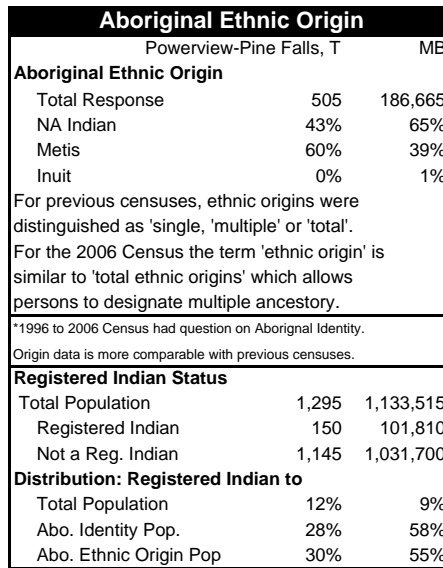 Aboriginal Ethnic Origin
Powerview-Pine Falls, T MB
Aboriginal Ethnic Origin
Total Response 505 186,665
NA Indian 43% 65%
Metis 60% 39%
Inuit 0% 1%
For previous censuses, ethnic origins were
distinguished as 'single, 'multiple' or 'total'.
For the 2006 Census the term 'ethnic origin' is
similar to 'total ethnic origins' which allows
persons to designate multiple ancestory.
*1996 to 2006 Census had question on Aborignal Identity.
Origin data is more comparable with previous censuses.
Registered Indian Status
Total Population 1,295 1,133,515
Registered Indian 150 101,810
Not a Reg. Indian 1,145 1,031,700
Distribution: Registered Indian to
Total Population 12% 9%
Abo. Identity Pop. 28% 58%
Abo. Ethnic Origin Pop 30% 55%